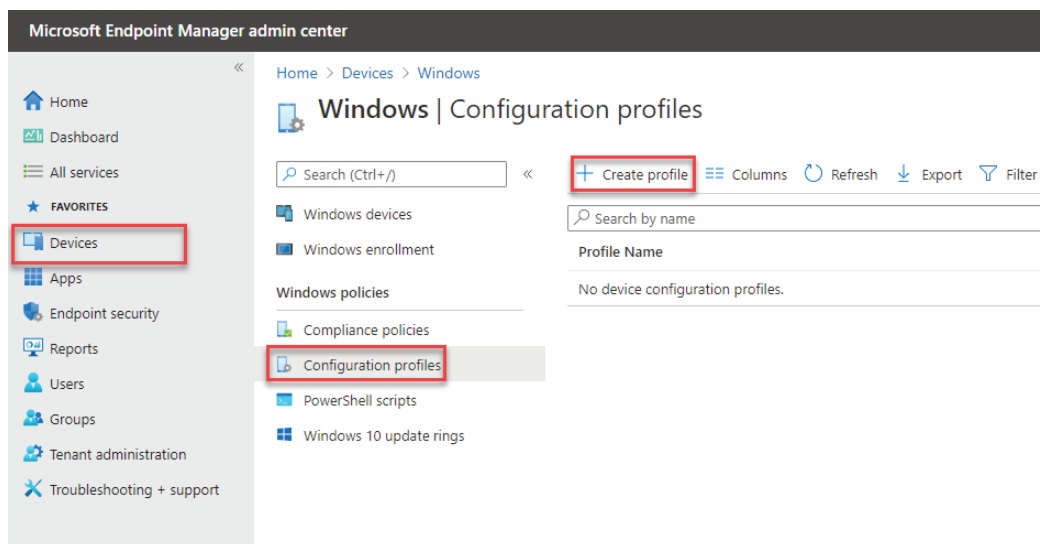 Microsoft Endpoint Manager admin center
«
Home
Dashboard
All services
FAVORITES
Devices
Apps
Endpoint security
Reports
Users
Groups
Tenant administration
Troubleshooting + support
Home > Devices > Windows
Windows | Configuration profiles
Search (Ctrl+/)
«
Windows devices
Windows enrollment
Windows policies
Compliance policies
Configuration profiles
PowerShell scripts
Windows 10 update rings
Create profile Columns Refresh Export Filter
Search by name
Profile Name
No device configuration profiles.